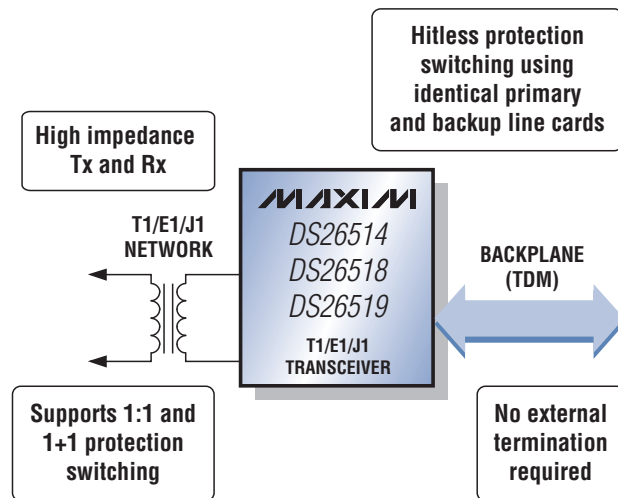 Hitless protection
switching using
identical primary
and backup line cards
High impedance
Tx and Rx
T1/E1/J1
NETWORK
MAXIM
DS26514
DS26518
DS26519
T1/E1/J1
TRANSCEIVER
BACKPLANE
(TDM)
Supports 1:1 and
1+1 protection
switching
No external
termination
required